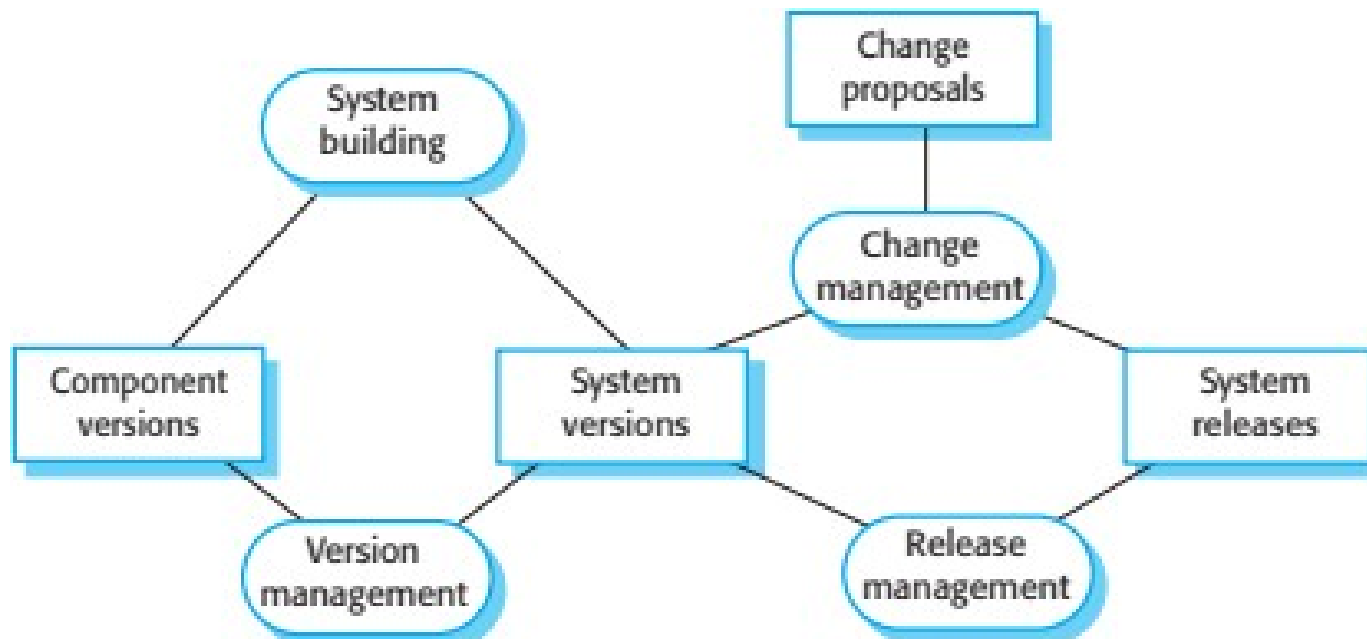 Change
proposals
System
building
Change
management
Component
versions
System
versions
System
releases
Version
management
Release
management